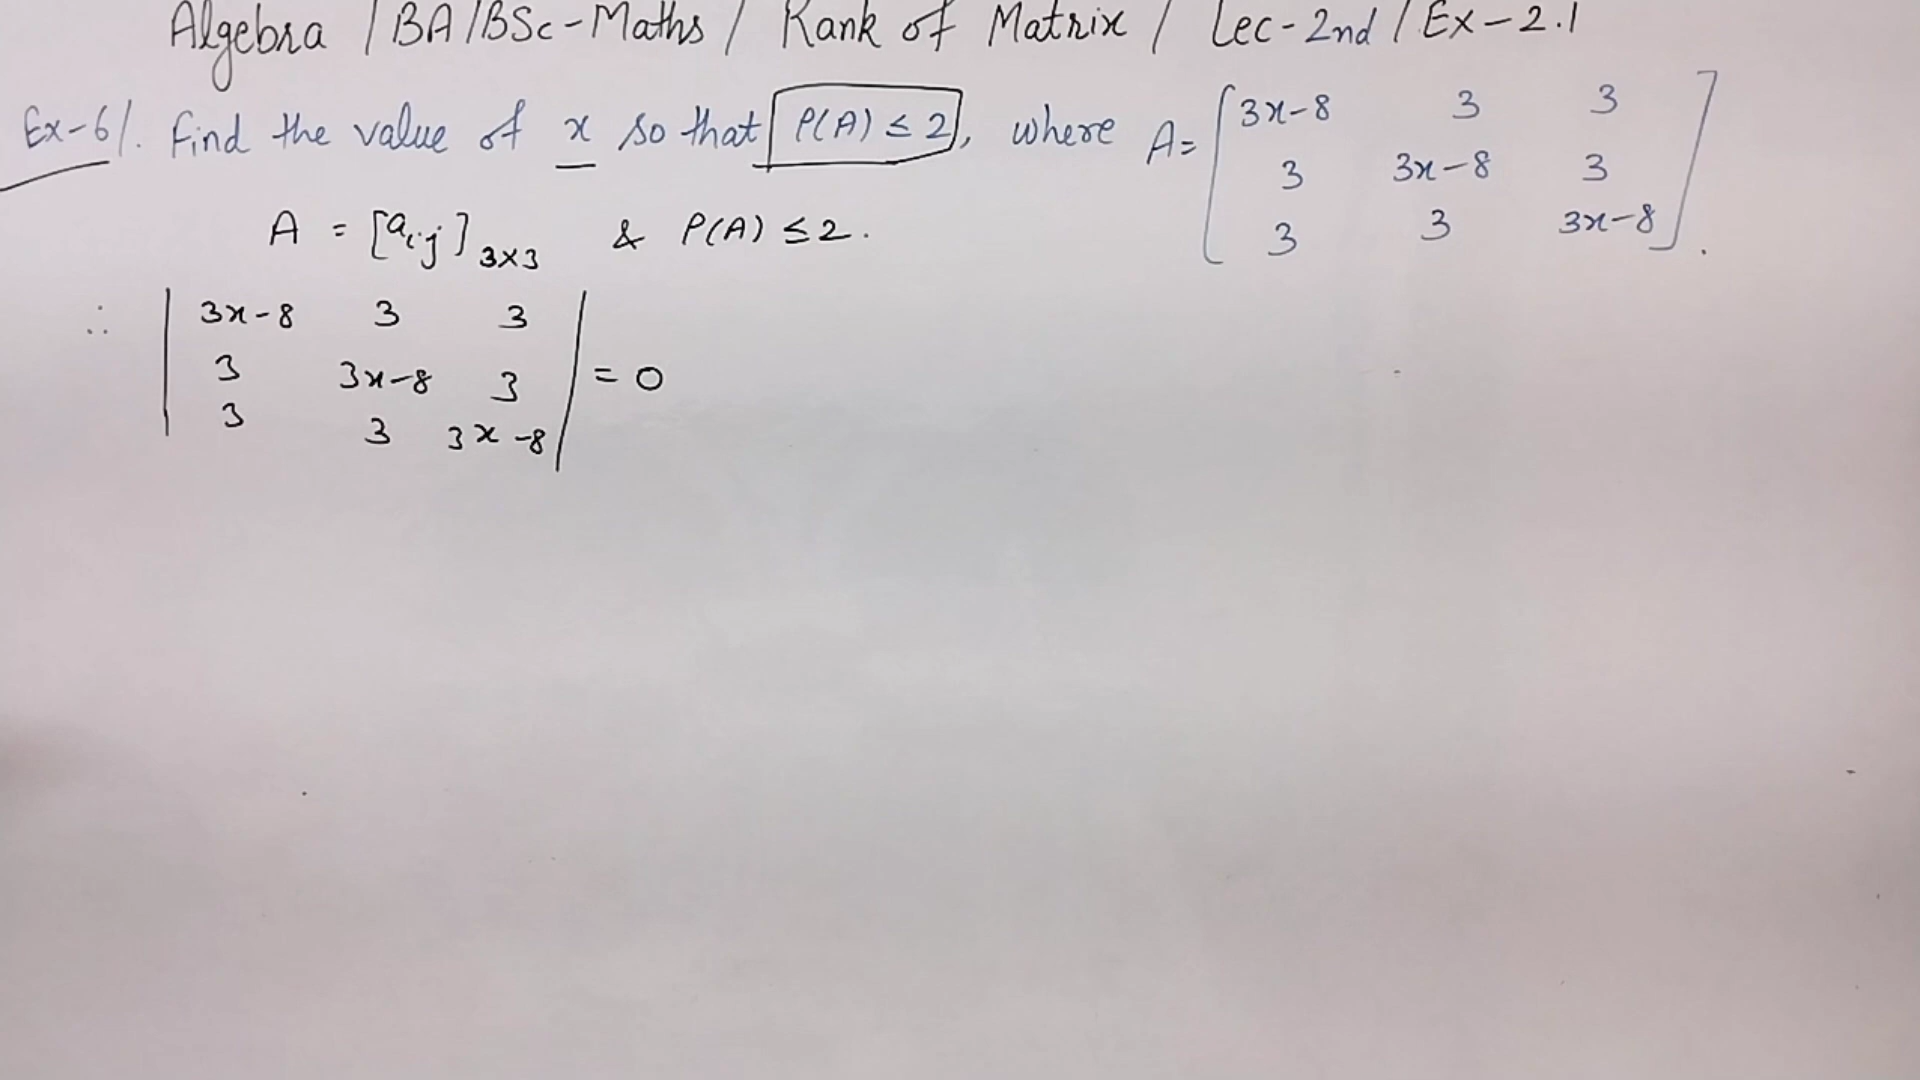 Algebra / BA/BSc-Maths / Rank of Matrix / Lec-2nd / Ex-2.1
Ex-6/. Find the value of x so that P(A) ≤ 2, where A = [3x-8 3 3
3 3x-8 3
3 3 3x-8].
A = [aij]3×3 & P(A) ≤ 2.
∴ | 3x-8 3 3 |
| 3 3x-8 3 | = 0
| 3 3 3x-8 |